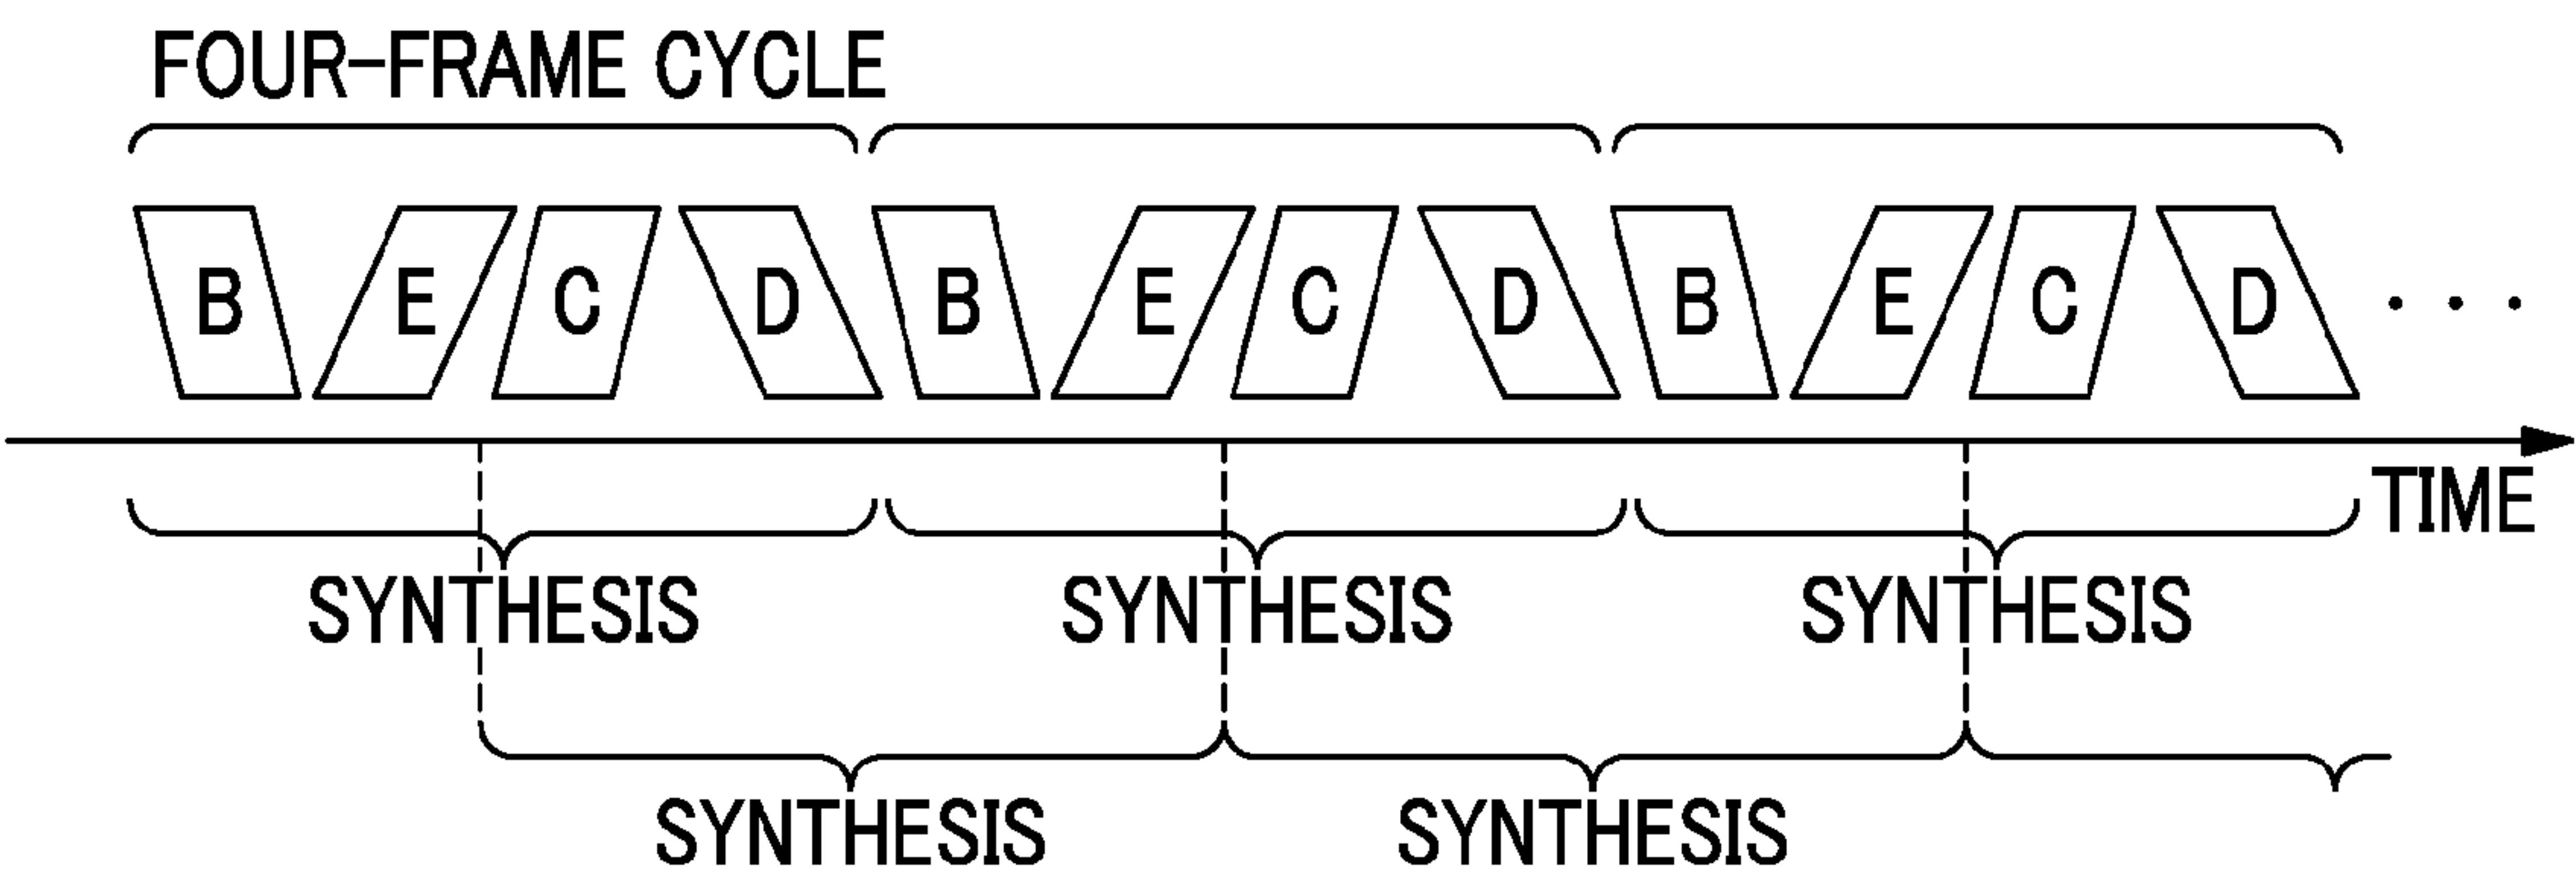 FOUR-FRAME CYCLE
B E C D B E C D B E C D . . .
TIME
SYNTHESIS SYNTHESIS SYNTHESIS
SYNTHESIS SYNTHESIS